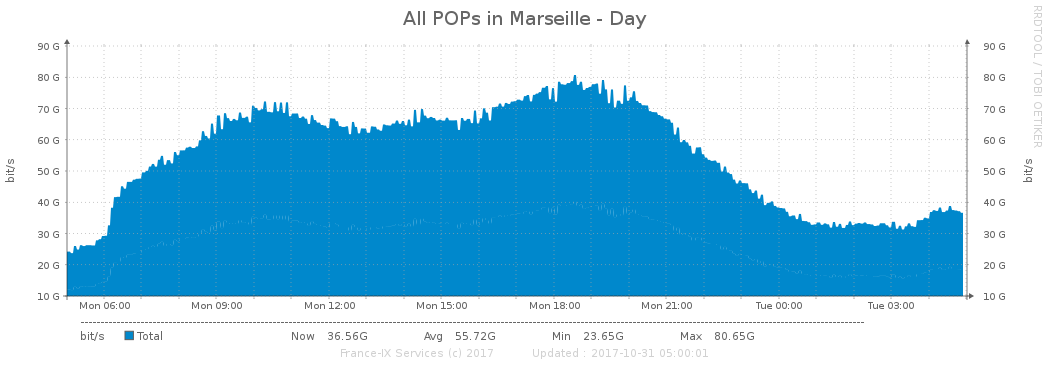 All POPs in Marseille - Day
RRDTOOL / TOBI OETIKER
90 G 90 G
80 G 80 G
70 G 70 G
60 G 60 G
50 G 50 G
40 G 40 G
30 G 30 G
20 G 20 G
10 G 10 G
bit/s bit/s
Mon 06:00 Mon 09:00 Mon 12:00 Mon 15:00 Mon 18:00 Mon 21:00 Tue 00:00 Tue 03:00
bit/s Total Now 36.56G Avg 55.72G Min 23.65G Max 80.65G
France-IX Services (c) 2017 Updated : 2017-10-31 05:00:01